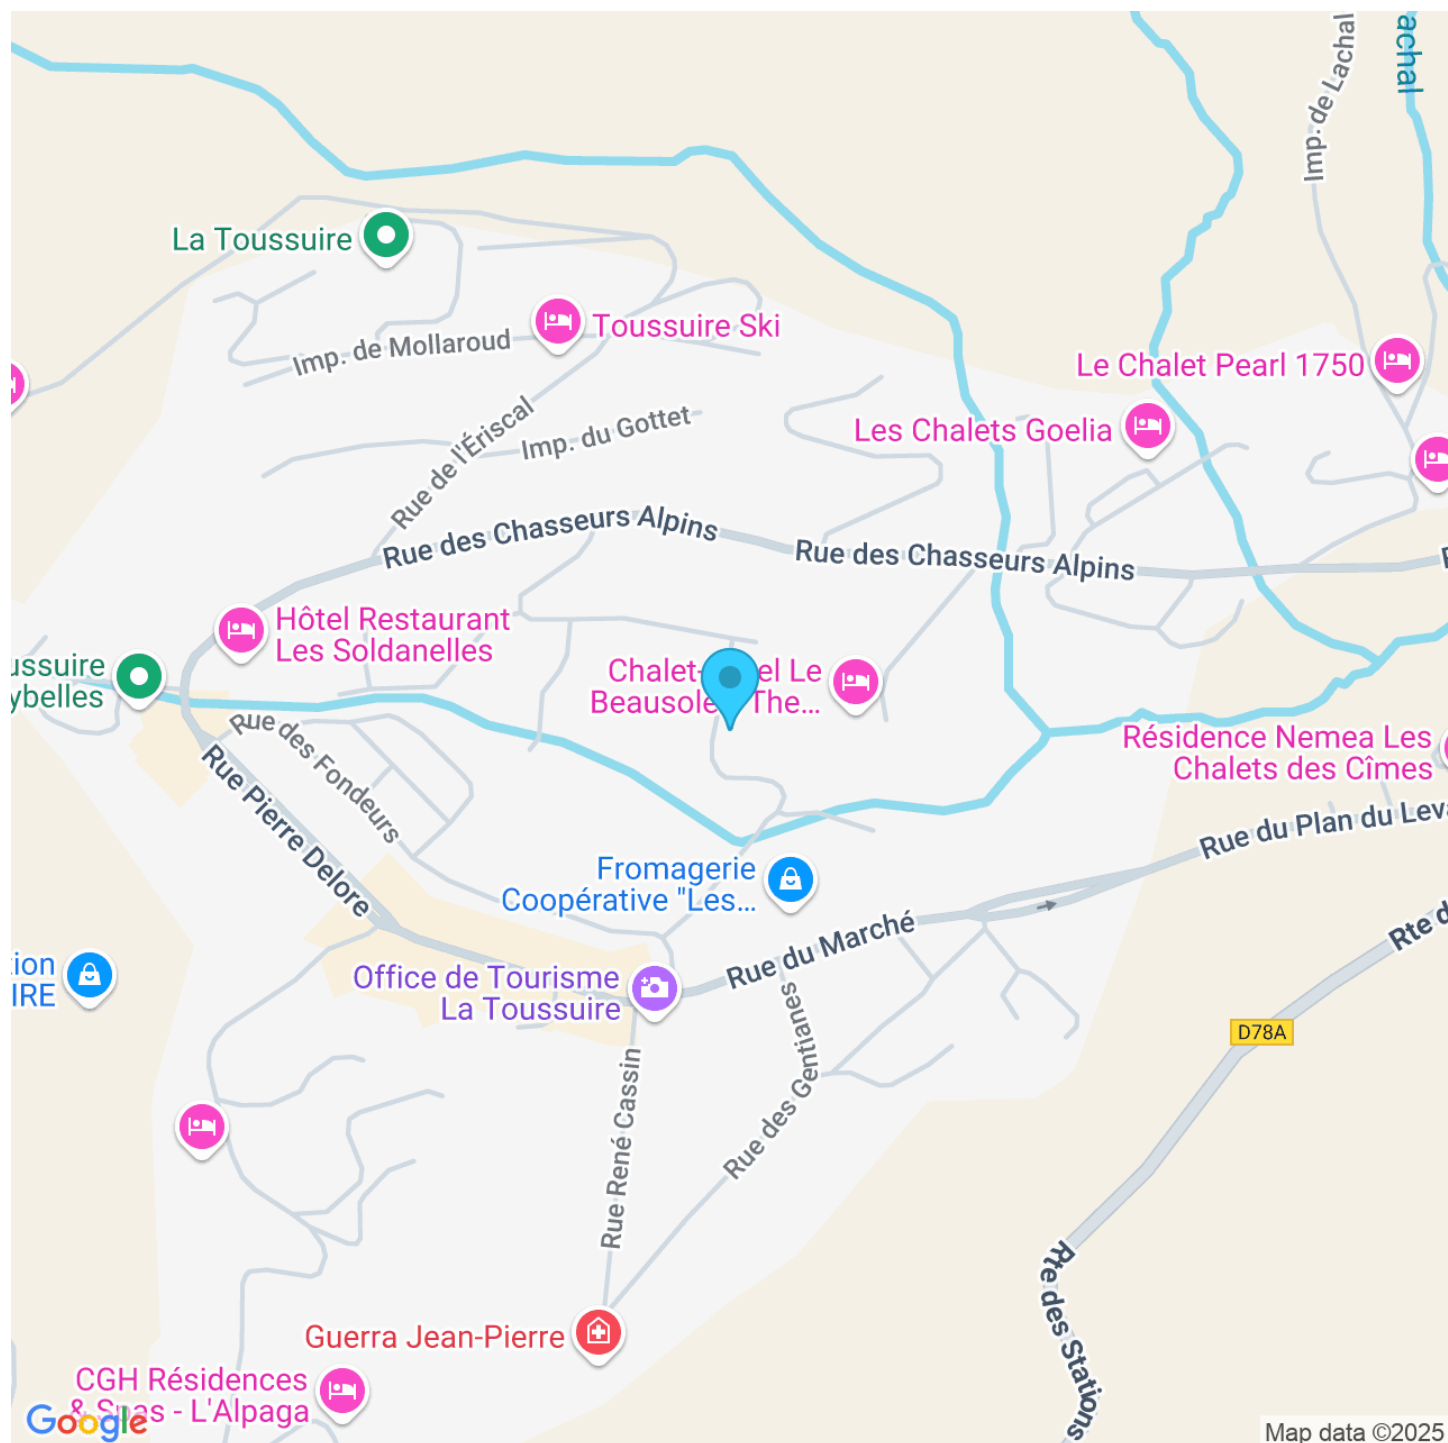 achal
Imp. de Lachal
La Toussuire
Toussuire Ski
Imp. de Mollaroud
Le Chalet Pearl 1750
Les Chalets Goelia
Rue de l'Ériscal
Imp. du Gottet
Rue des Chasseurs Alpins
Rue des Chasseurs Alpins
Hôtel Restaurant
Les Soldanelles
ussuire
ybelles
Chalet-
el Le
Beausole
The...
Rue des Fondeurs
Rue Pierre Delore
Résidence Nemea Les
Chalets des Cîmes
Rue du Plan du Leva
Fromagerie
Coopérative "Les...
Rue du Marché
Rte d
tion
IRE
Office de Tourisme
La Toussuire
Rue des Gentianes
D78A
Rue René Cassin
Rte des Stations
Guerra Jean-Pierre
CGH Résidences
& Spas - L'Alpaga
Google
Map data ©2025